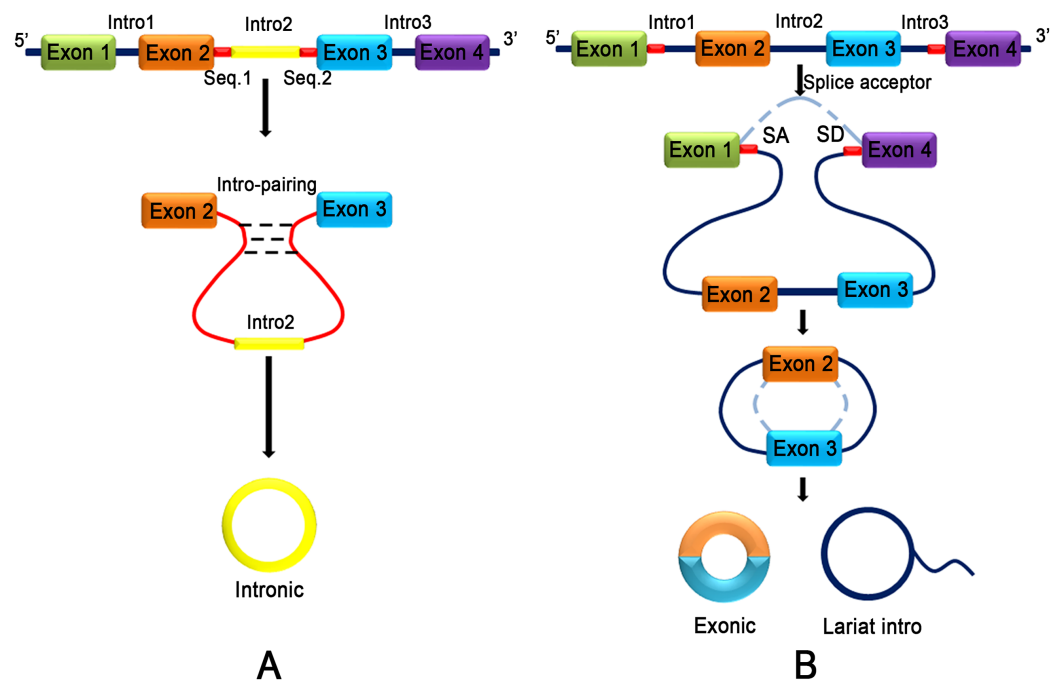 Intro1
Intro2
Intro3
5’
Exon 1
Exon 2
Exon 3
Exon 4
3’
Seq.1
Seq.2
Intro-pairing
Exon 2
Exon 3
Intro2
Intronic
A
Intro1
Intro2
Intro3
5’
Exon 1
Exon 2
Exon 3
Exon 4
3’
Splice acceptor
SA
SD
Exon 1
Exon 4
Exon 2
Exon 3
Exon 2
Exon 3
Exonic
Lariat intro
B